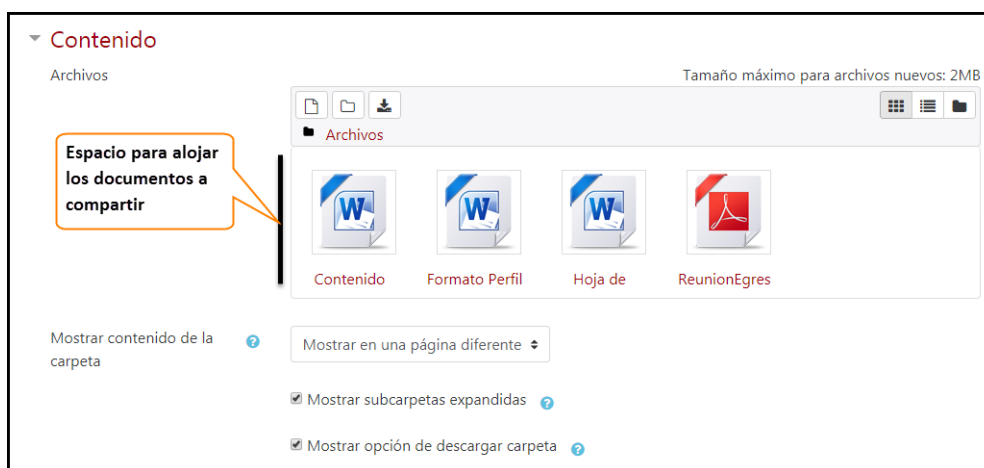 Contenido
Archivos
Tamaño máximo para archivos nuevos: 2MB
Archivos
Espacio para alojar
los documentos a
compartir
Contenido
Formato Perfil
Hoja de
ReunionEgres
Mostrar contenido de la
carpeta
Mostrar en una página diferente
Mostrar subcarpetas expandidas
Mostrar opción de descargar carpeta